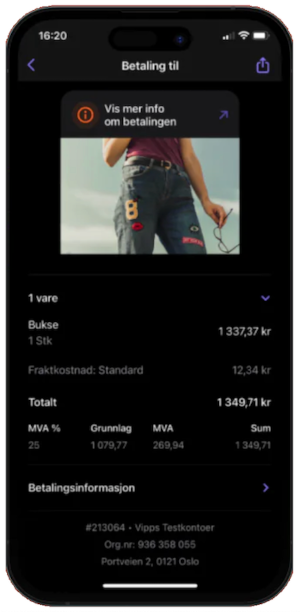 16:20
Betaling til
Vis mer info
om betalingen
8
1 vare
Bukse
1 337,37 kr
1 Stk
Fraktkostnad: Standard
12,34 kr
Totalt
1 349,71 kr
MVA % Grunnlag MVA Sum
25 1 079,77 269,94 1 349,71
Betalingsinformasjon
#213064 • Vipps Testkontoer
Org.nr: 936 358 055
Portveien 2, 0121 Oslo